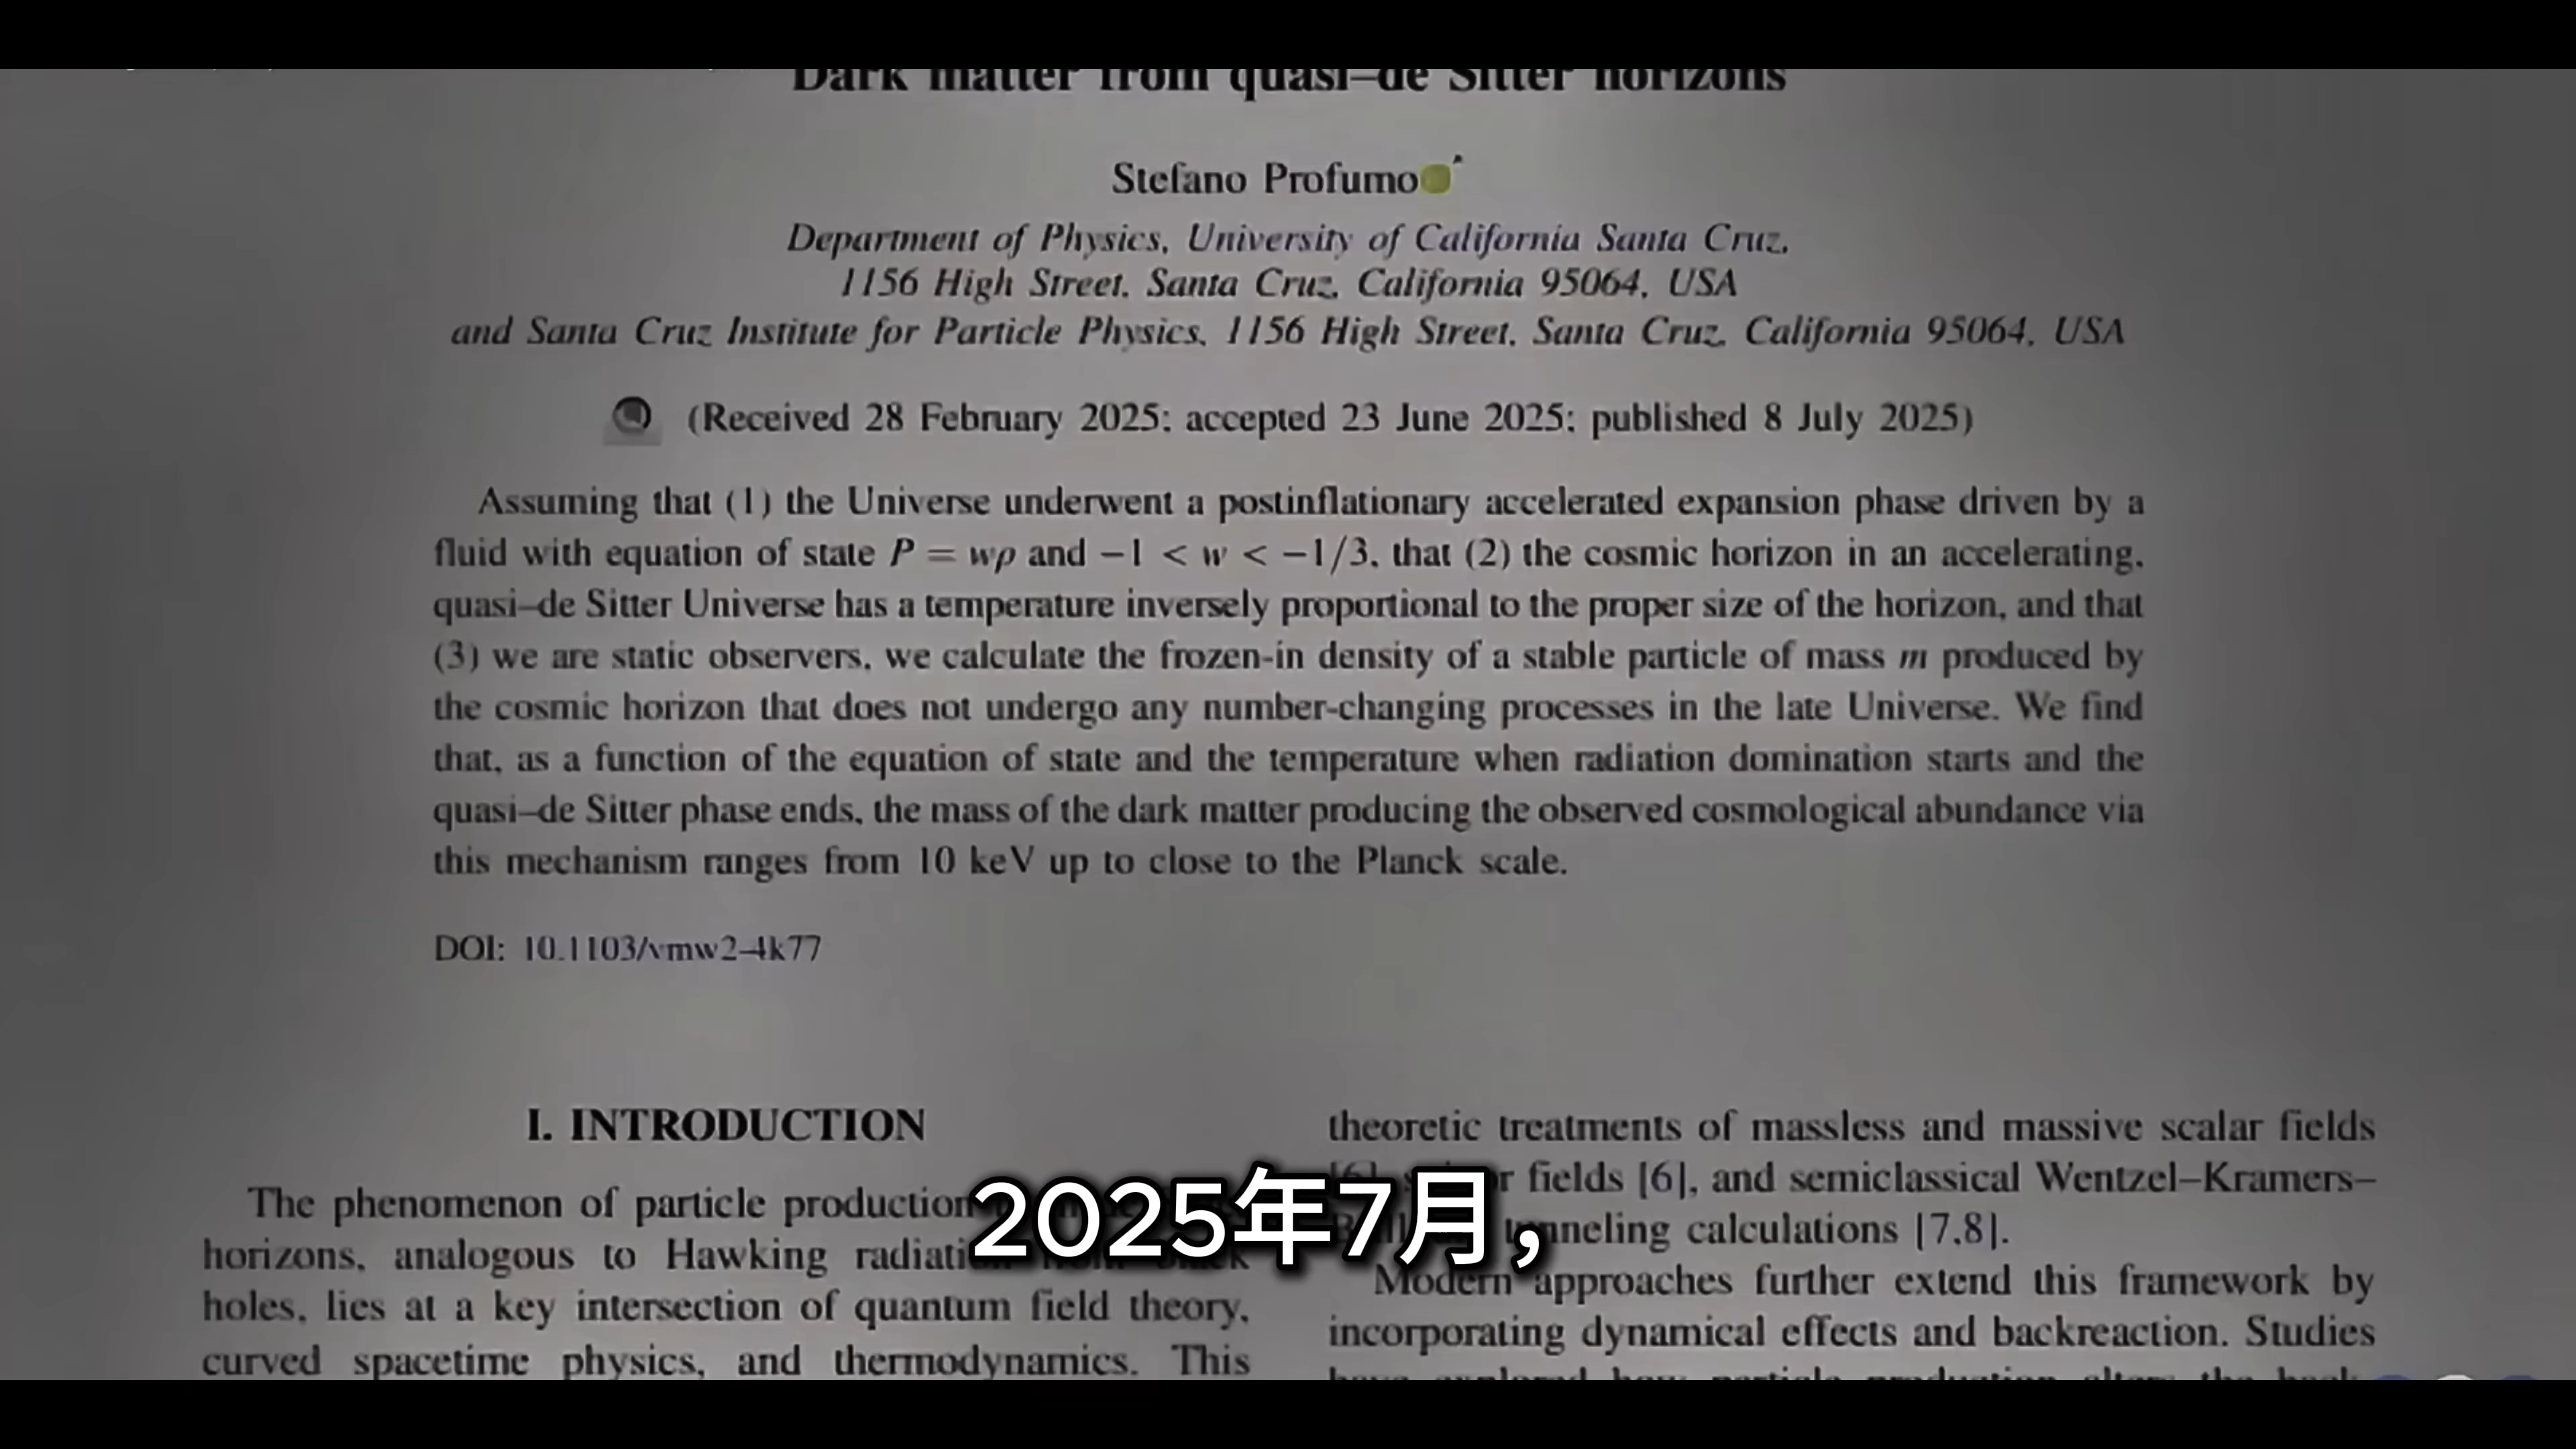 Dark matter from quasi–de Sitter horizons
Stefano Profumo*
Department of Physics, University of California Santa Cruz,
1156 High Street, Santa Cruz, California 95064, USA
and Santa Cruz Institute for Particle Physics, 1156 High Street, Santa Cruz, California 95064, USA
(Received 28 February 2025; accepted 23 June 2025; published 8 July 2025)
Assuming that (1) the Universe underwent a postinflationary accelerated expansion phase driven by a
fluid with equation of state P = wρ and −1 < w < −1/3, that (2) the cosmic horizon in an accelerating,
quasi–de Sitter Universe has a temperature inversely proportional to the proper size of the horizon, and that
(3) we are static observers, we calculate the frozen-in density of a stable particle of mass m produced by
the cosmic horizon that does not undergo any number-changing processes in the late Universe. We find
that, as a function of the equation of state and the temperature when radiation domination starts and the
quasi–de Sitter phase ends, the mass of the dark matter producing the observed cosmological abundance via
this mechanism ranges from 10 keV up to close to the Planck scale.
DOI: 10.1103/vmw2-4k77
I. INTRODUCTION
The phenomenon of particle production
horizons, analogous to Hawking
holes, lies at a key intersection of quantum field theory,
curved spacetime physics, and thermodynamics. This
theoretic treatments of massless and massive scalar fields
fields [6], and semiclassical Wentzel–Kramers–
tunneling calculations [7,8].
Modern approaches further extend this framework by
incorporating dynamical effects and backreaction. Studies
2025年7月，